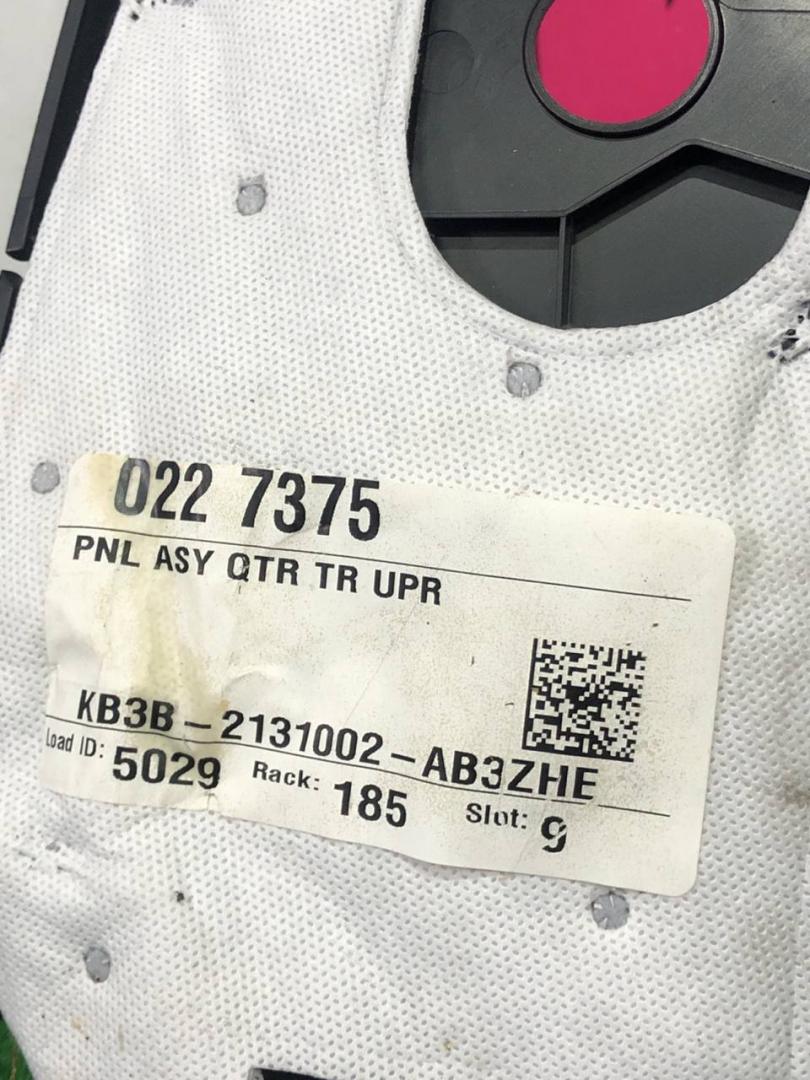 022 7375
PNL ASY QTR TR UPR
KB3B-2131002-AB3ZHE
Load ID: 5029 Rack: 185 Slot: 9